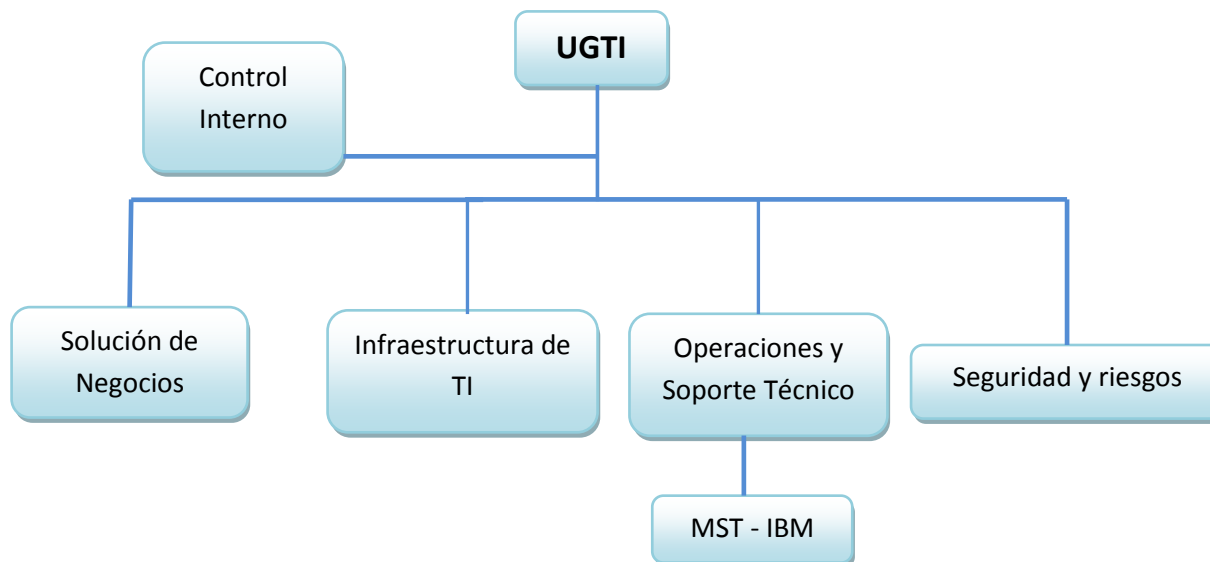 UGTI
Control
Interno
Solución de
Negocios
Infraestructura de
TI
Operaciones y
Soporte Técnico
Seguridad y riesgos
MST - IBM